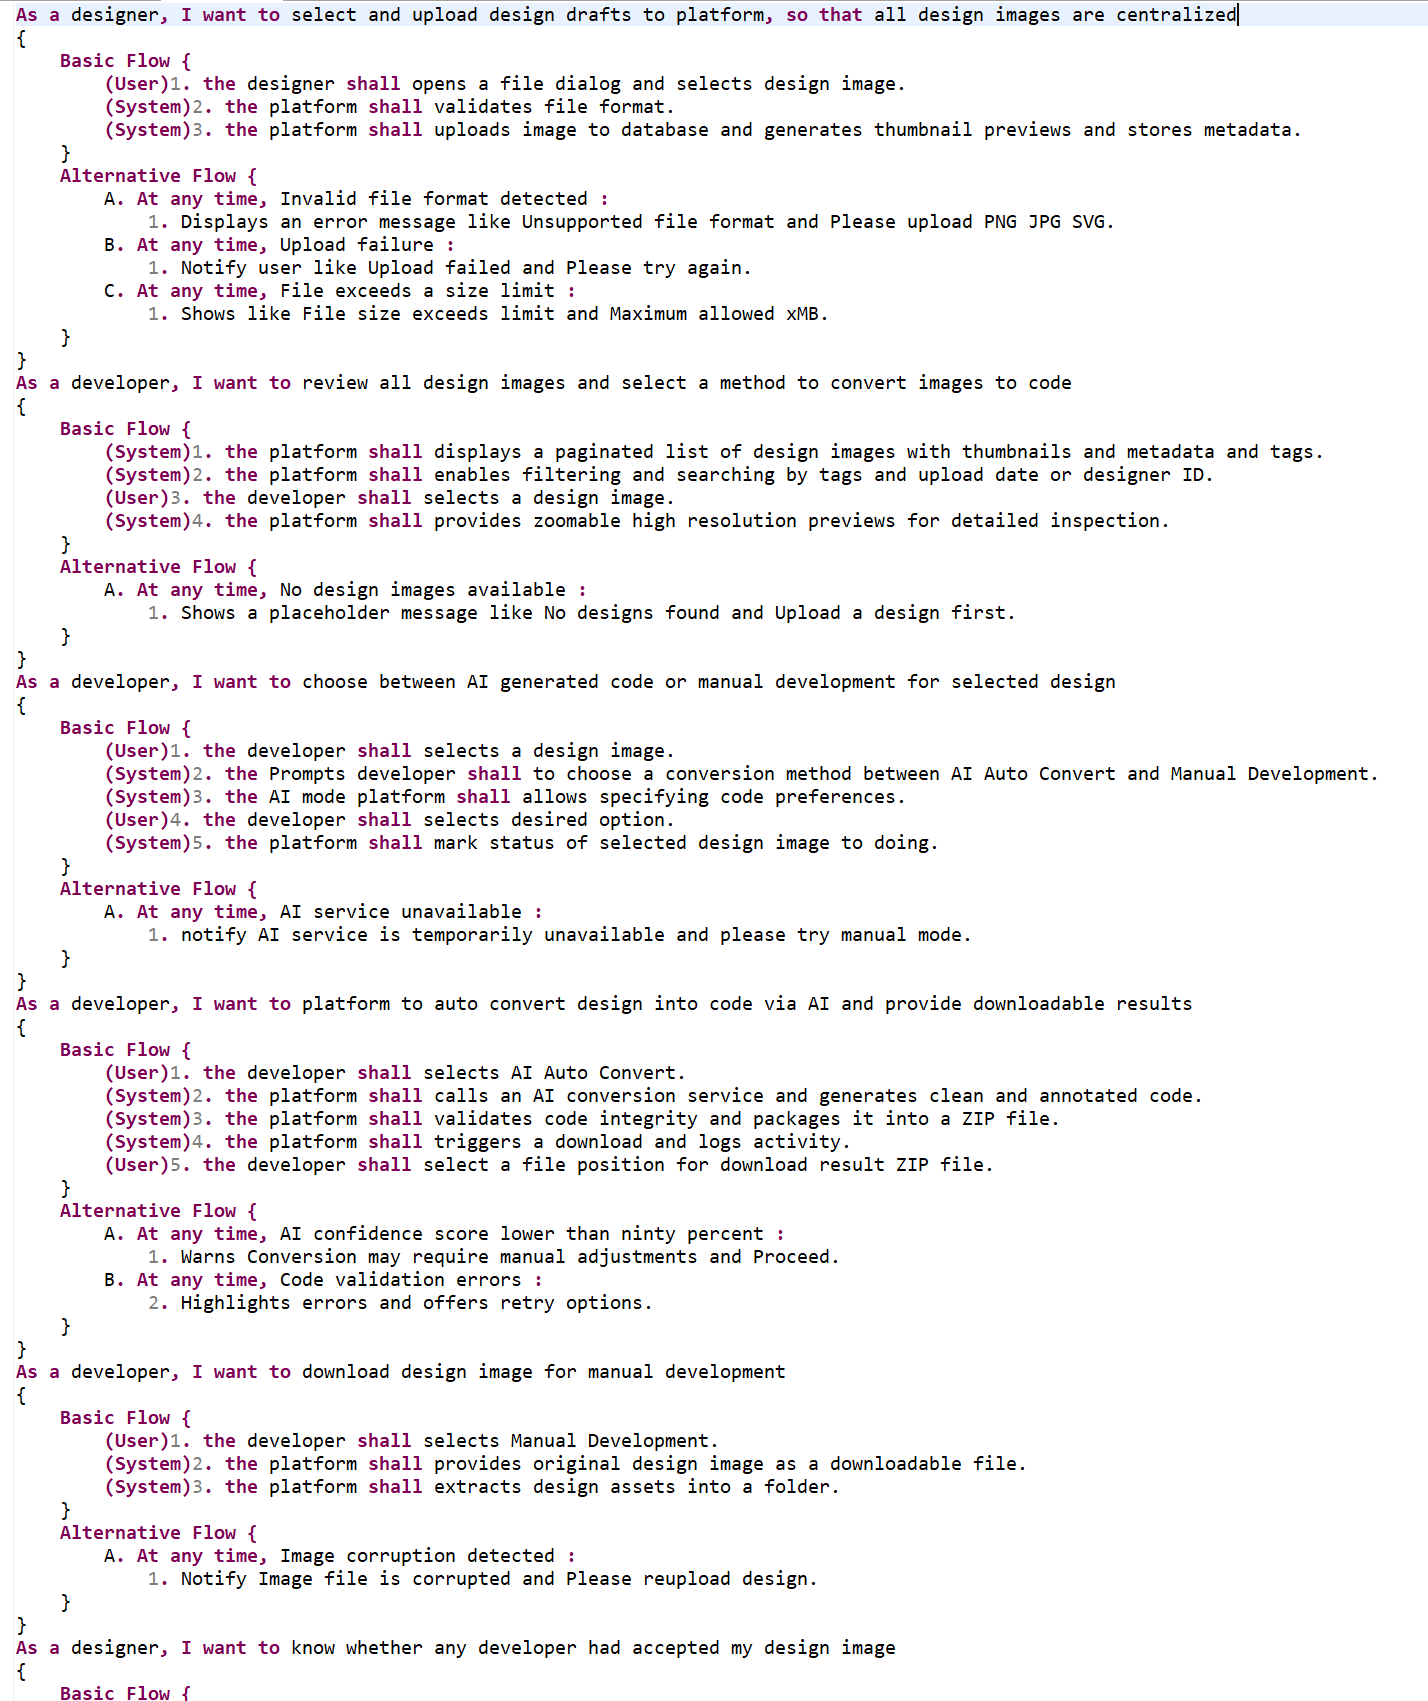 As a designer, I want to select and upload design drafts to platform, so that all design images are centralized
{
    Basic Flow {
        (User)1. the designer shall opens a file dialog and selects design image.
        (System)2. the platform shall validates file format.
        (System)3. the platform shall uploads image to database and generates thumbnail previews and stores metadata.
    }
    Alternative Flow {
        A. At any time, Invalid file format detected :
            1. Displays an error message like Unsupported file format and Please upload PNG JPG SVG.
        B. At any time, Upload failure :
            1. Notify user like Upload failed and Please try again.
        C. At any time, File exceeds a size limit :
            1. Shows like File size exceeds limit and Maximum allowed xMB.
    }
}
As a developer, I want to review all design images and select a method to convert images to code
{
    Basic Flow {
        (System)1. the platform shall displays a paginated list of design images with thumbnails and metadata and tags.
        (System)2. the platform shall enables filtering and searching by tags and upload date or designer ID.
        (User)3. the developer shall selects a design image.
        (System)4. the platform shall provides zoomable high resolution previews for detailed inspection.
    }
    Alternative Flow {
        A. At any time, No design images available :
            1. Shows a placeholder message like No designs found and Upload a design first.
    }
}
As a developer, I want to choose between AI generated code or manual development for selected design
{
    Basic Flow {
        (User)1. the developer shall selects a design image.
        (System)2. the Prompts developer shall to choose a conversion method between AI Auto Convert and Manual Development.
        (System)3. the AI mode platform shall allows specifying code preferences.
        (User)4. the developer shall selects desired option.
        (System)5. the platform shall mark status of selected design image to doing.
    }
    Alternative Flow {
        A. At any time, AI service unavailable :
            1. notify AI service is temporarily unavailable and please try manual mode.
    }
}
As a developer, I want to platform to auto convert design into code via AI and provide downloadable results
{
    Basic Flow {
        (User)1. the developer shall selects AI Auto Convert.
        (System)2. the platform shall calls an AI conversion service and generates clean and annotated code.
        (System)3. the platform shall validates code integrity and packages it into a ZIP file.
        (System)4. the platform shall triggers a download and logs activity.
        (User)5. the developer shall select a file position for download result ZIP file.
    }
    Alternative Flow {
        A. At any time, AI confidence score lower than ninty percent :
            1. Warns Conversion may require manual adjustments and Proceed.
        B. At any time, Code validation errors :
            2. Highlights errors and offers retry options.
    }
}
As a developer, I want to download design image for manual development
{
    Basic Flow {
        (User)1. the developer shall selects Manual Development.
        (System)2. the platform shall provides original design image as a downloadable file.
        (System)3. the platform shall extracts design assets into a folder.
    }
    Alternative Flow {
        A. At any time, Image corruption detected :
            1. Notify Image file is corrupted and Please reupload design.
    }
}
As a designer, I want to know whether any developer had accepted my design image
{
    Basic Flow {